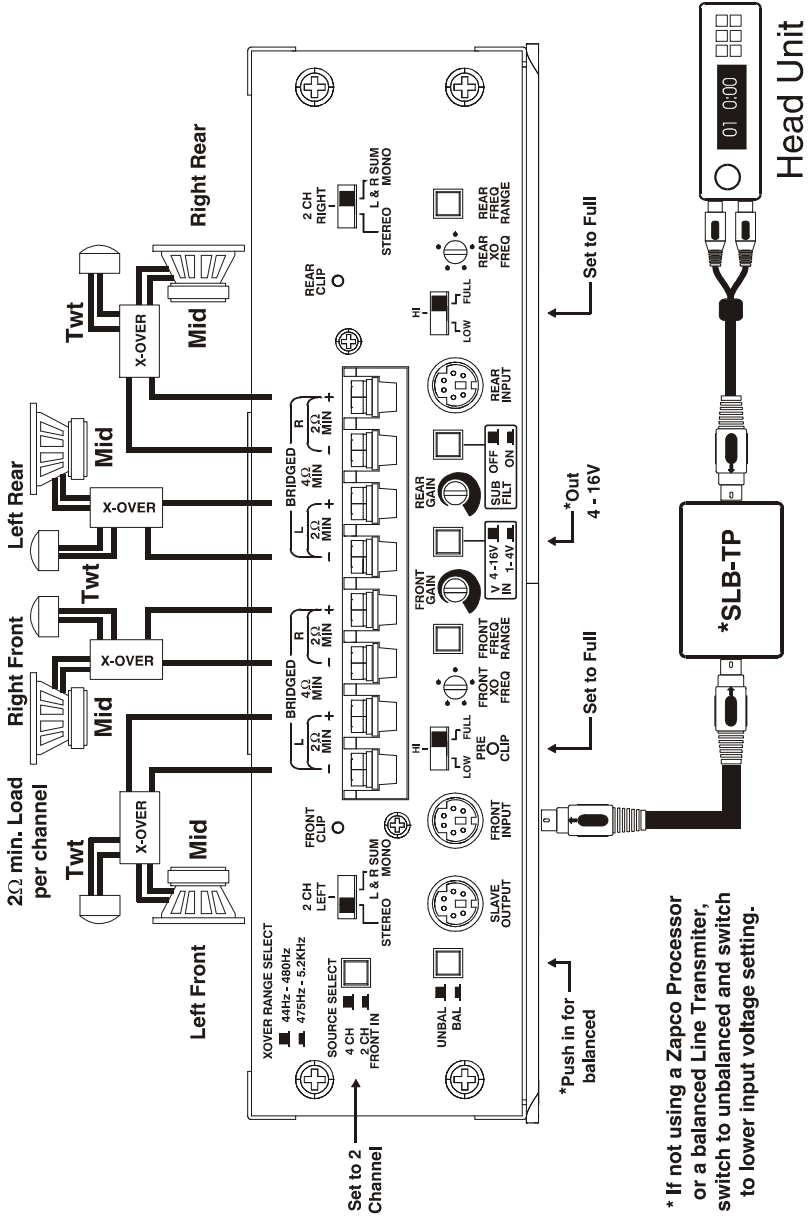 2Ω min. Load
per channel
Left Front
Twt
Mid
X-OVER
Right Front
Mid
X-OVER
Twt
Left Rear
Mid
X-OVER
Twt
Mid
X-OVER
Right Rear
XOVER RANGE SELECT
44Hz - 480Hz
475Hz - 5.2KHz
SOURCE SELECT
4 CH
2 CH
FRONT IN
2 CH
LEFT
STEREO
L & R SUM
MONO
FRONT
CLIP
BRIDGED
L
2Ω
MIN
4Ω
MIN
R
2Ω
MIN
- + - +
BRIDGED
L
2Ω
MIN
4Ω
MIN
R
2Ω
MIN
- + - +
REAR
CLIP
2 CH
RIGHT
STEREO
L & R SUM
MONO
UNBAL
BAL
SLAVE
OUTPUT
FRONT
INPUT
HI
LOW
FULL
PRE
CLIP
FRONT
XO
FREQ
FRONT
FREQ
RANGE
FRONT
GAIN
V 4-16V
IN 1-4V
REAR
GAIN
SUB OFF
FILT ON
REAR
INPUT
HI
LOW
FULL
REAR
XO
FREQ
REAR
FREQ
RANGE
Set to 2
Channel
*Push in for
balanced
Set to Full
*Out
4 - 16V
Set to Full
* If not using a Zapco Processor
or a balanced Line Transmiter,
switch to unbalanced and switch
to lower input voltage setting.
*SLB-TP
01 0:00
Head Unit